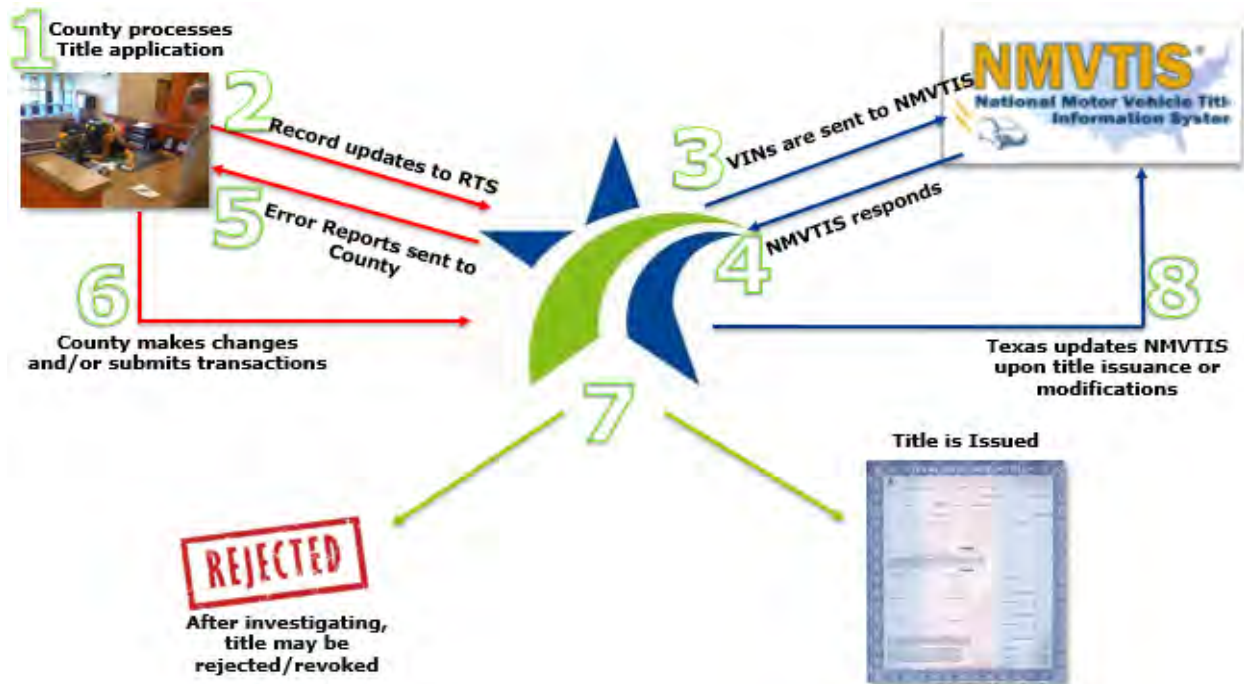 1
County processes
Title application
2
Record updates to RTS
3
VINs are sent to NMVTIS
NMVTIS
National Motor Vehicle Titl
Information System
4
NMVTIS responds
5
Error Reports sent to
County
6
County makes changes
and/or submits transactions
7
8
Texas updates NMVTIS
upon title issuance or
modifications
REJECTED
After investigating,
title may be
rejected/revoked
Title is Issued